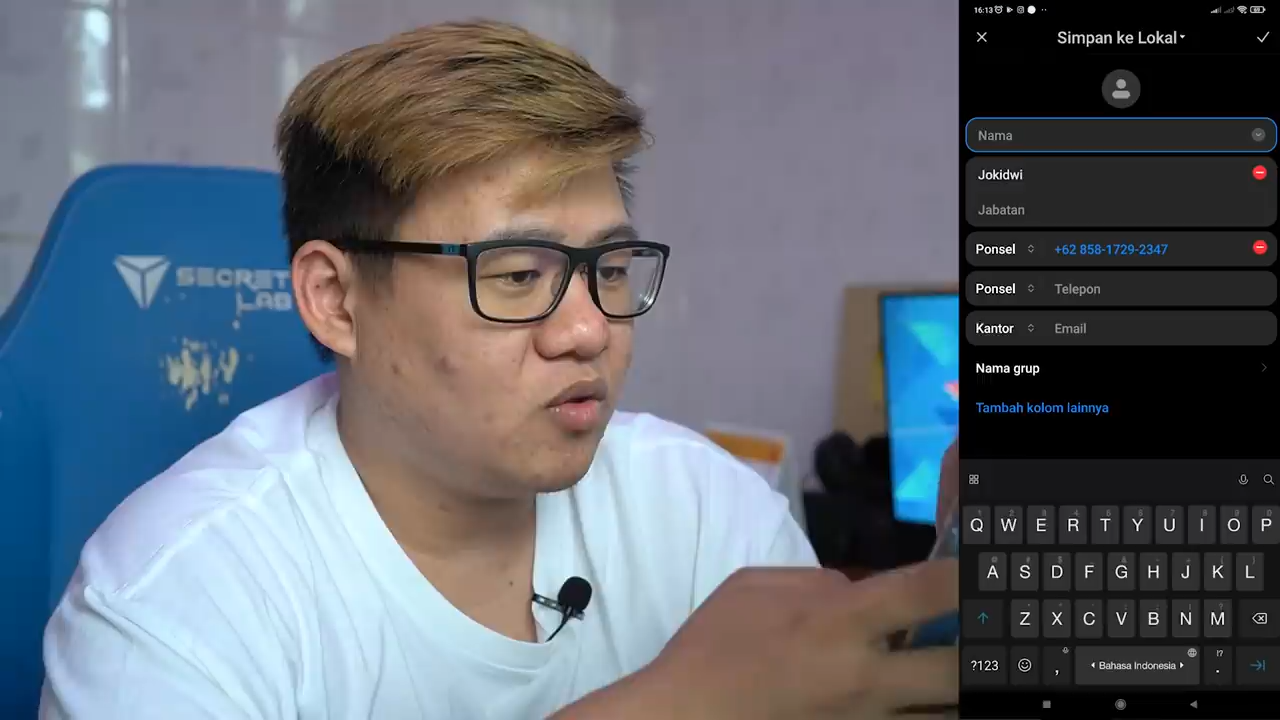 SECRET
LAB
16:13
Simpan ke Lokal
Nama
Jokidwi
Jabatan
Ponsel +62 858-1729-2347
Ponsel Telepon
Kantor Email
Nama grup
Tambah kolom lainnya
Q W E R T Y U I O P
A S D F G H J K L
Z X C V B N M
?123 , Bahasa Indonesia .
!?